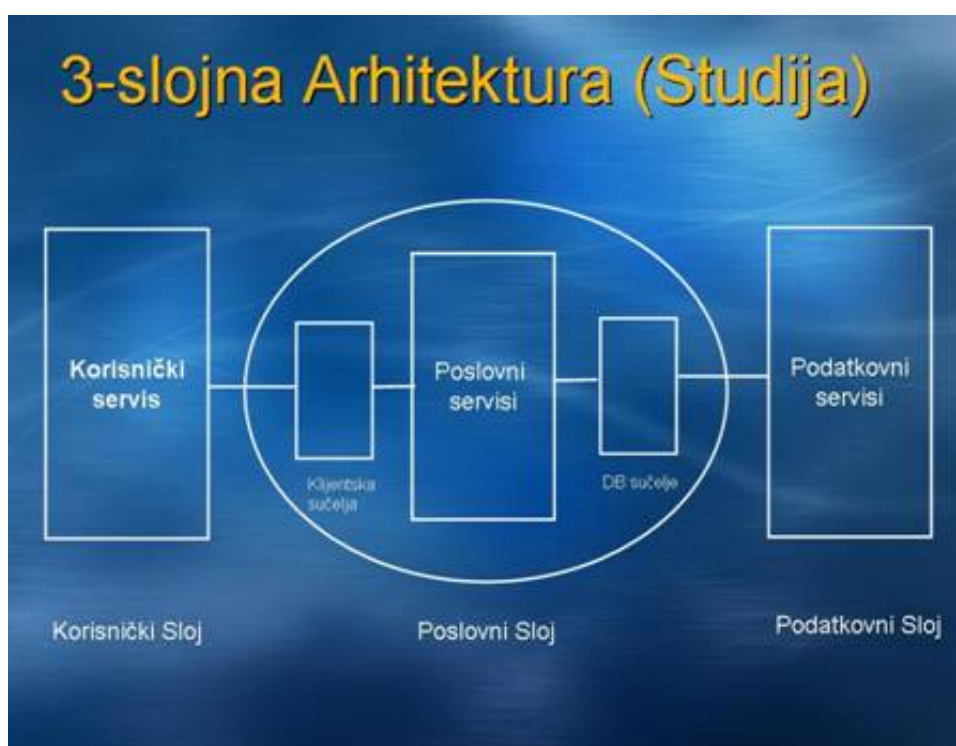 3-slojna Arhitektura (Studija)
Korisnički
servis
Klijentska
sučelja
Poslovni
servisi
DB sučelje
Podatkovni
servisi
Korisnički Sloj
Poslovni Sloj
Podatkovni Sloj